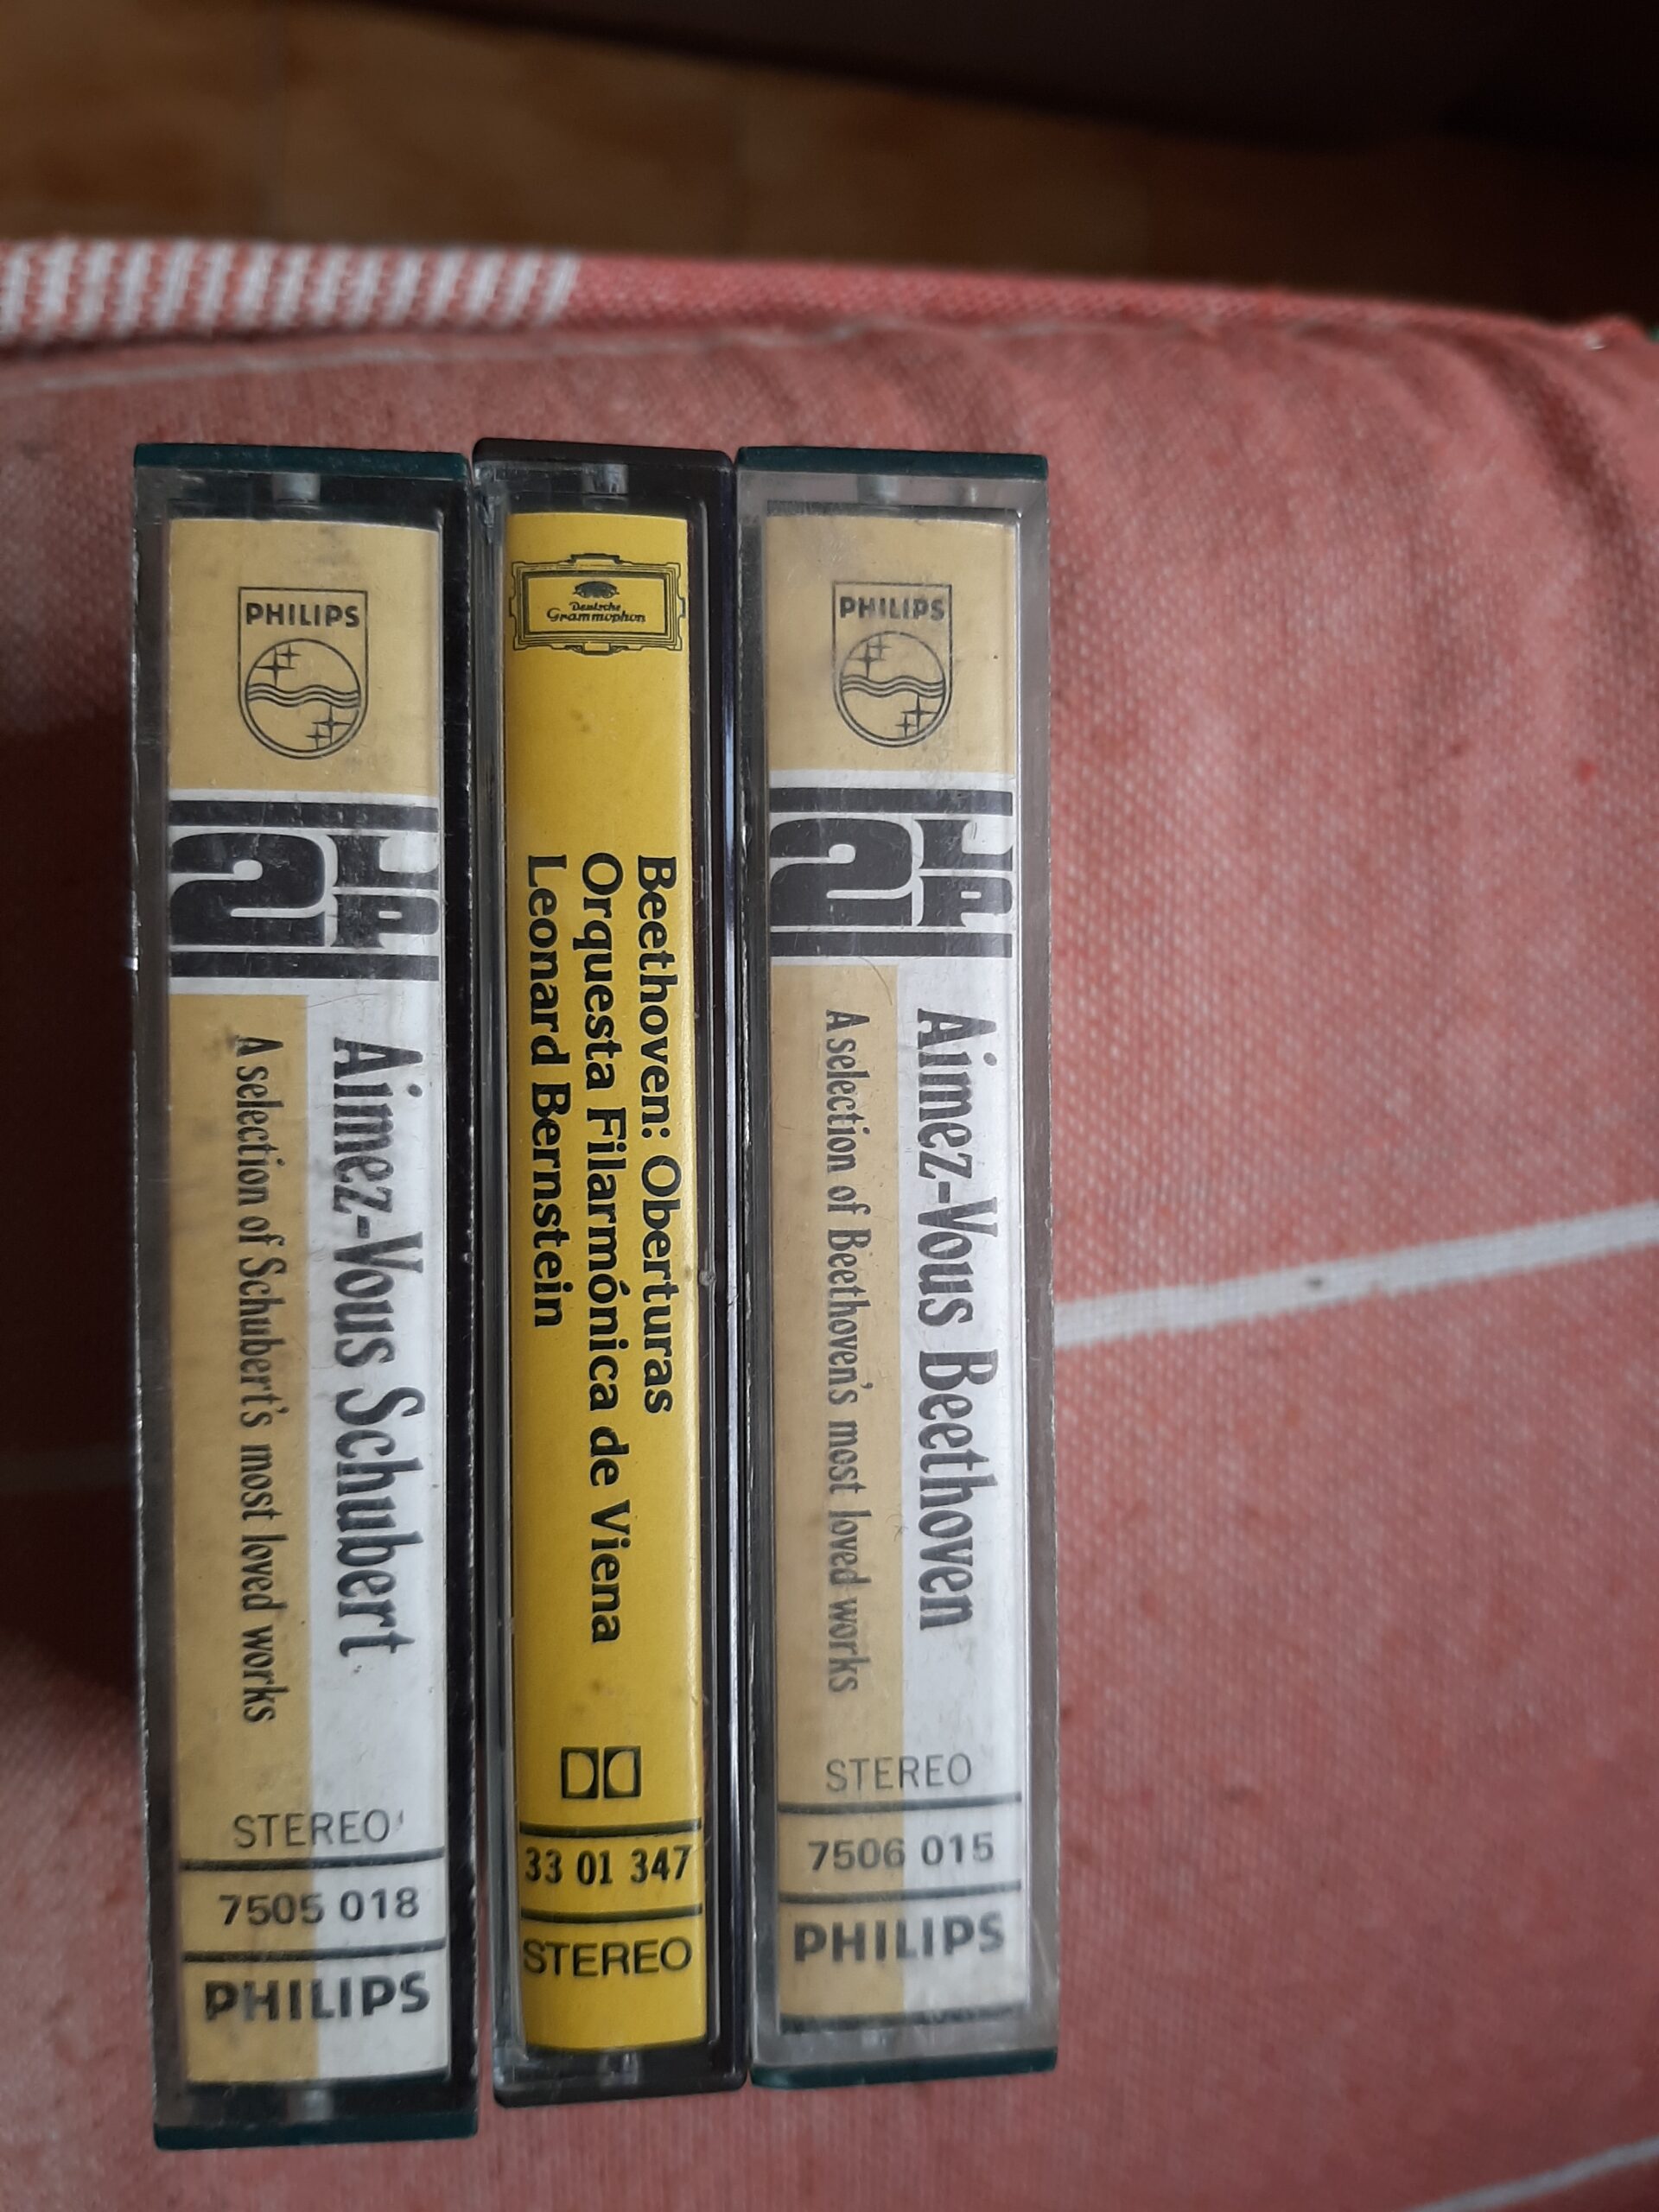 PHILIPS
Aimez-Vous Schubert
A selection of Schubert's most loved works
STEREO
7505 018
PHILIPS
Deutsche
Grammophon
Beethoven: Oberturas
Orquesta Filarmónica de Viena
Leonard Bernstein
33 01 347
STEREO
PHILIPS
Aimez-Vous Beethoven
A selection of Beethoven's most loved works
STEREO
7506 015
PHILIPS